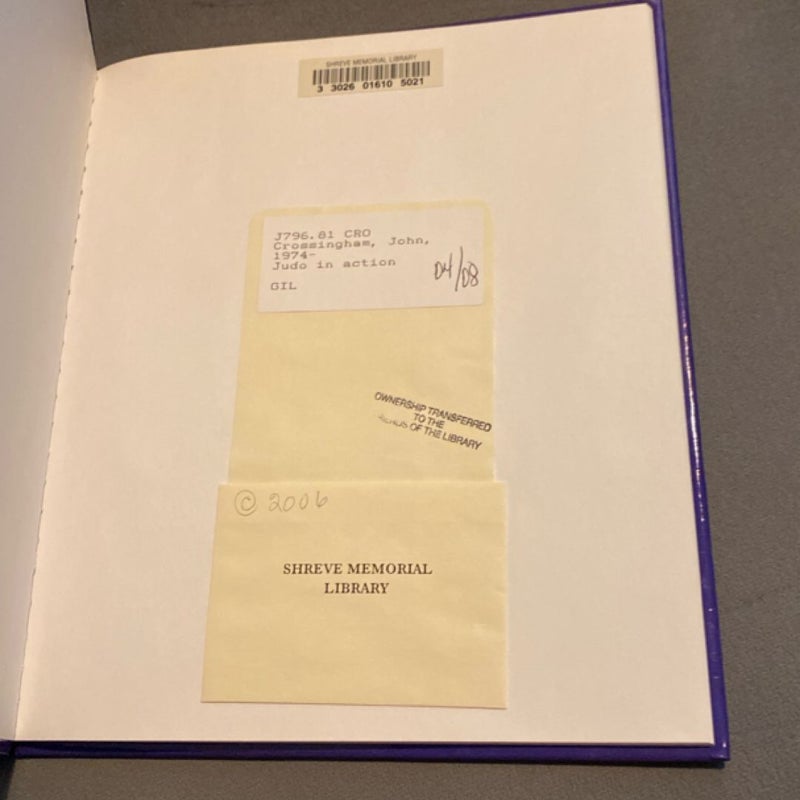 SHREVE MEMORIAL LIBRARY
3 3026 01610 5021
J796.81 CRO
Crossingham, John,
1974-
Judo in action
GIL
04/08
OWNERSHIP TRANSFERRED
TO THE
OF THE LIBRARY
© 2006
SHREVE MEMORIAL
LIBRARY